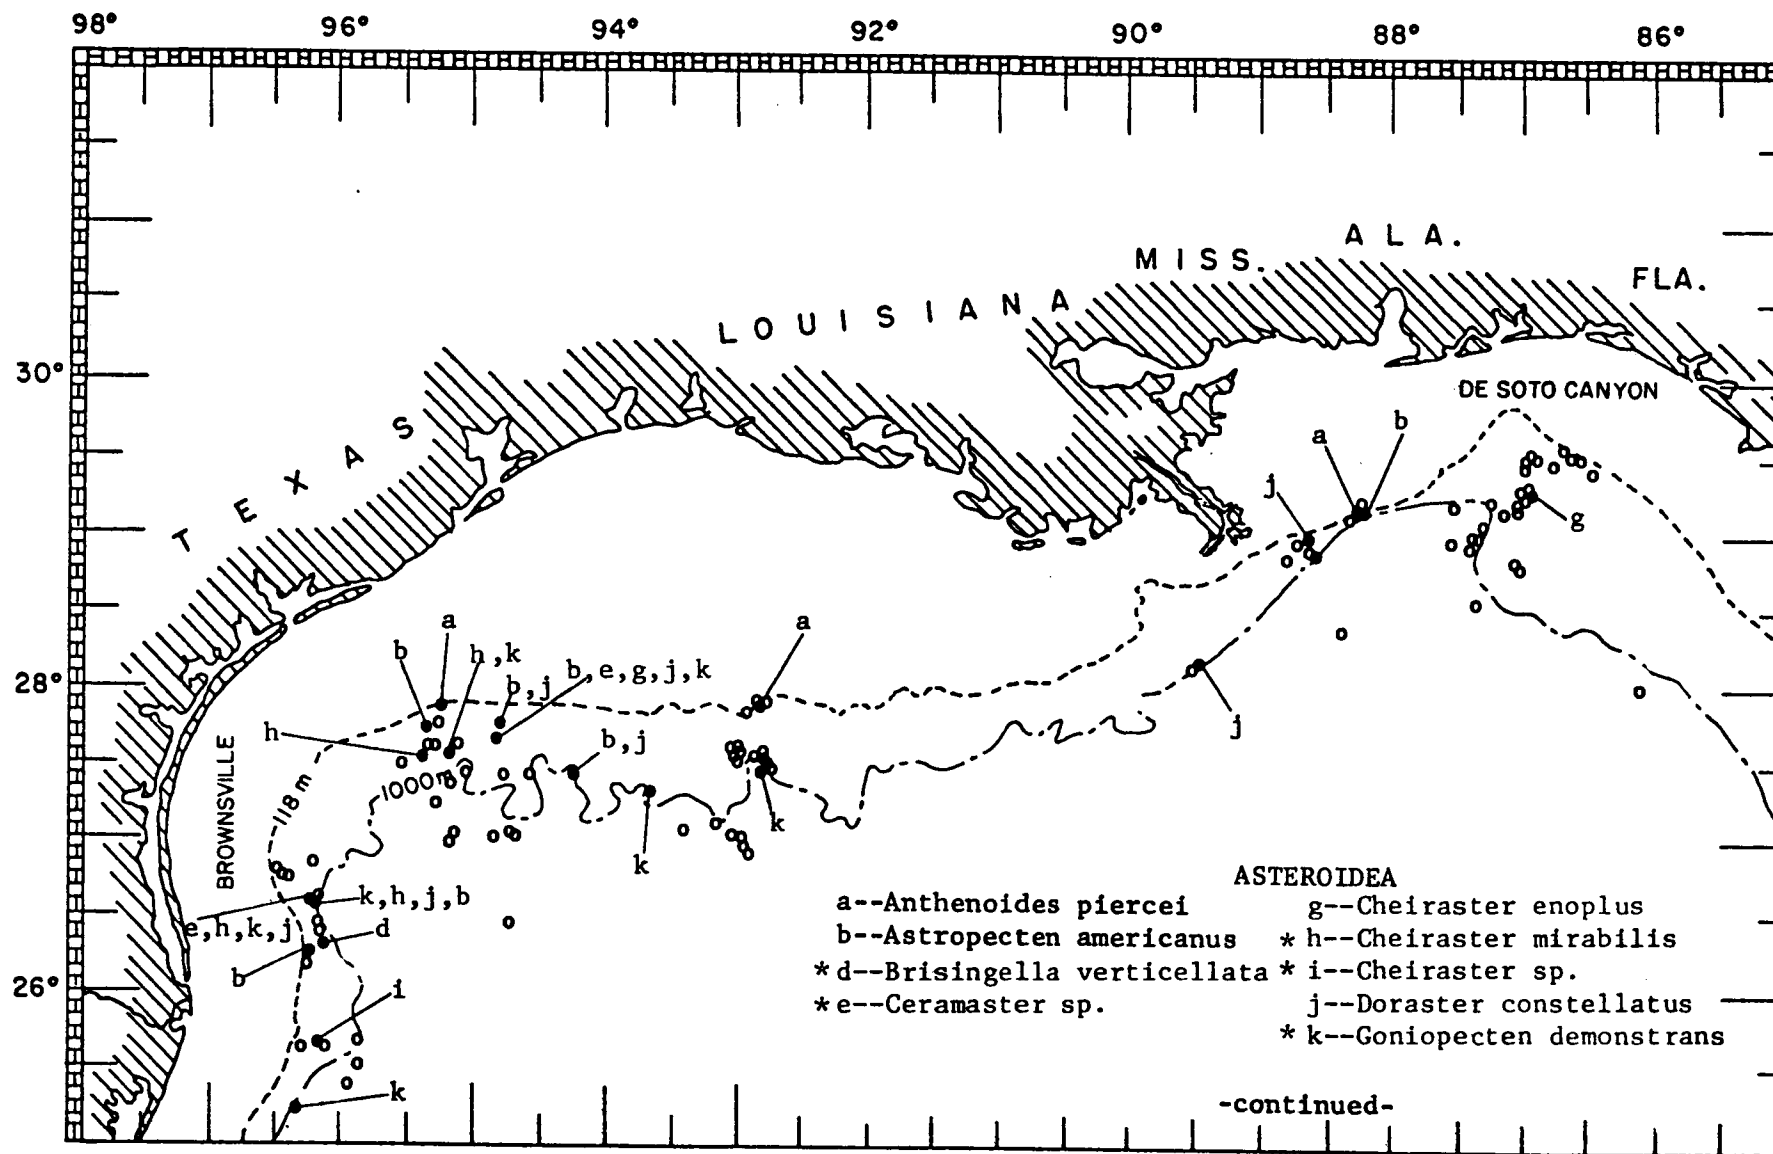 98° 96° 94° 92° 90° 88° 86°
ALA.
MISS.
FLA.
LOUISIANA
30°
DE SOTO CANYON
TEXAS
a
b
j
g
a
h,k
a
b
b,j
b,e,g,j,k
28°
h
b,j
j
BROWNSVILLE
118m
1000m
k
k
k,h,j,b
e,h,k,j
d
b
26°
i
k
ASTEROIDEA
a--Anthenoides piercei
b--Astropecten americanus
*d--Brisingella verticellata
*e--Ceramaster sp.
g--Cheiraster enoplus
*h--Cheiraster mirabilis
*i--Cheiraster sp.
j--Doraster constellatus
*k--Goniopecten demonstrans
-continued-